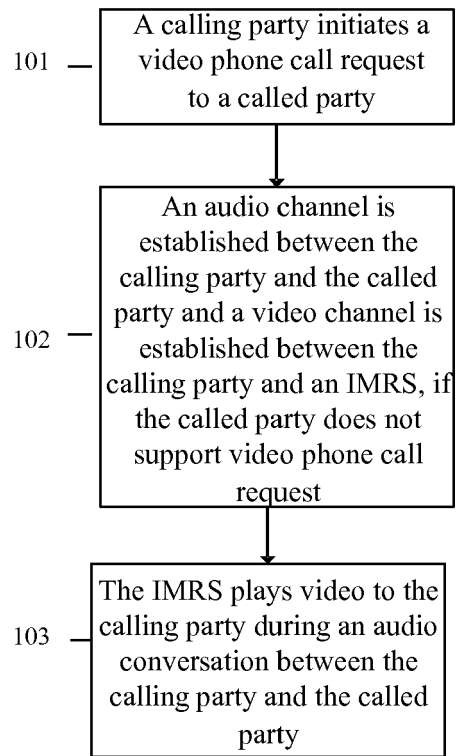 A calling party initiates a
101
video phone call request
to a called party
An audio channel is
established between the
calling party and the called
party and a video channel is
102
established between the
calling party and an IMRS, if
the called party does not
support video phone call
request
The IMRS plays video to the
calling party during an audio
103
conversation between the
calling party and the called
party